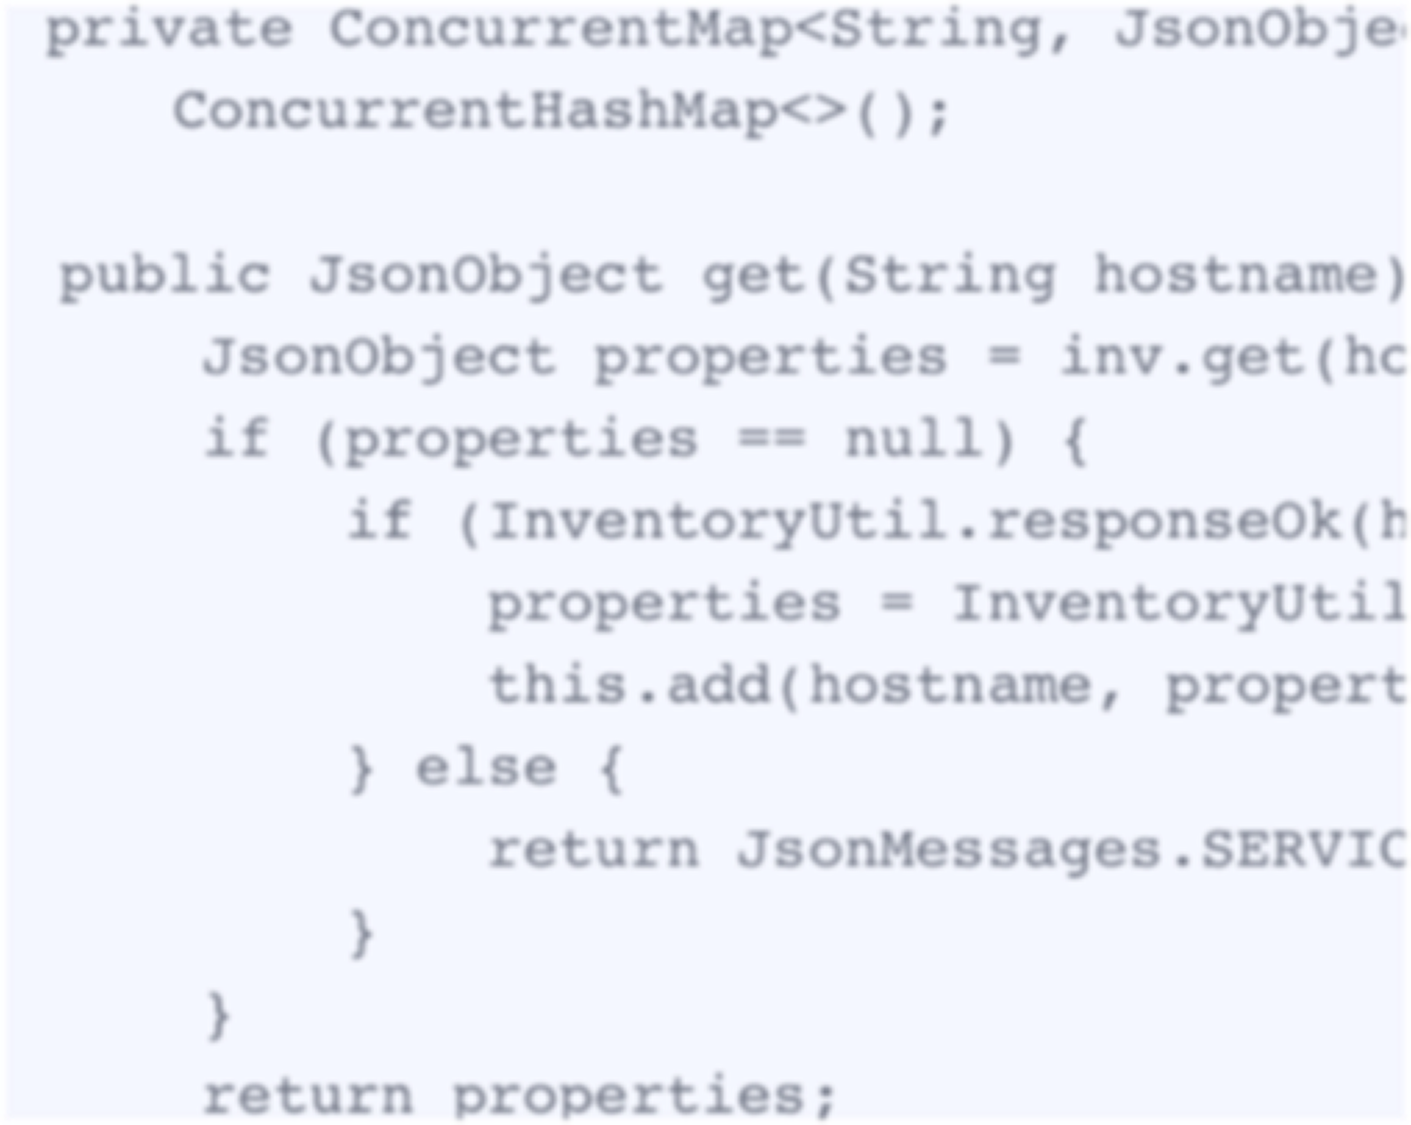 private ConcurrentMap<String, JsonObje
ConcurrentHashMap<>();
public JsonObject get(String hostname)
JsonObject properties = inv.get(ho
if (properties == null) {
if (InventoryUtil.responseOk(h
properties = InventoryUtil
this.add(hostname, propert
} else {
return JsonMessages.SERVIC
}
}
return properties;